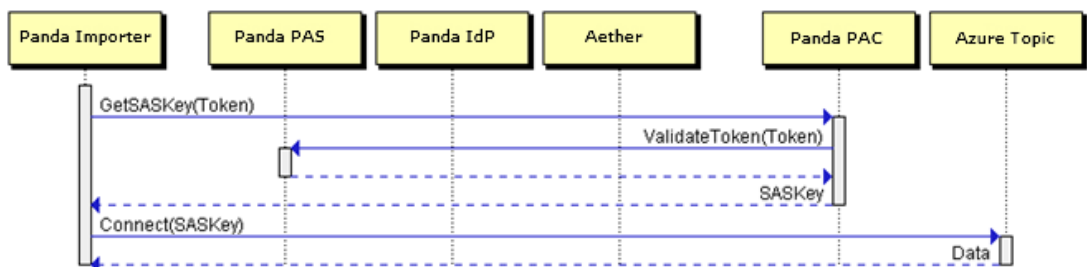 Panda Importer
Panda PAS
Panda IdP
Aether
Panda PAC
Azure Topic
GetSASKey(Token)
ValidateToken(Token)
SASKey
Connect(SASKey)
Data